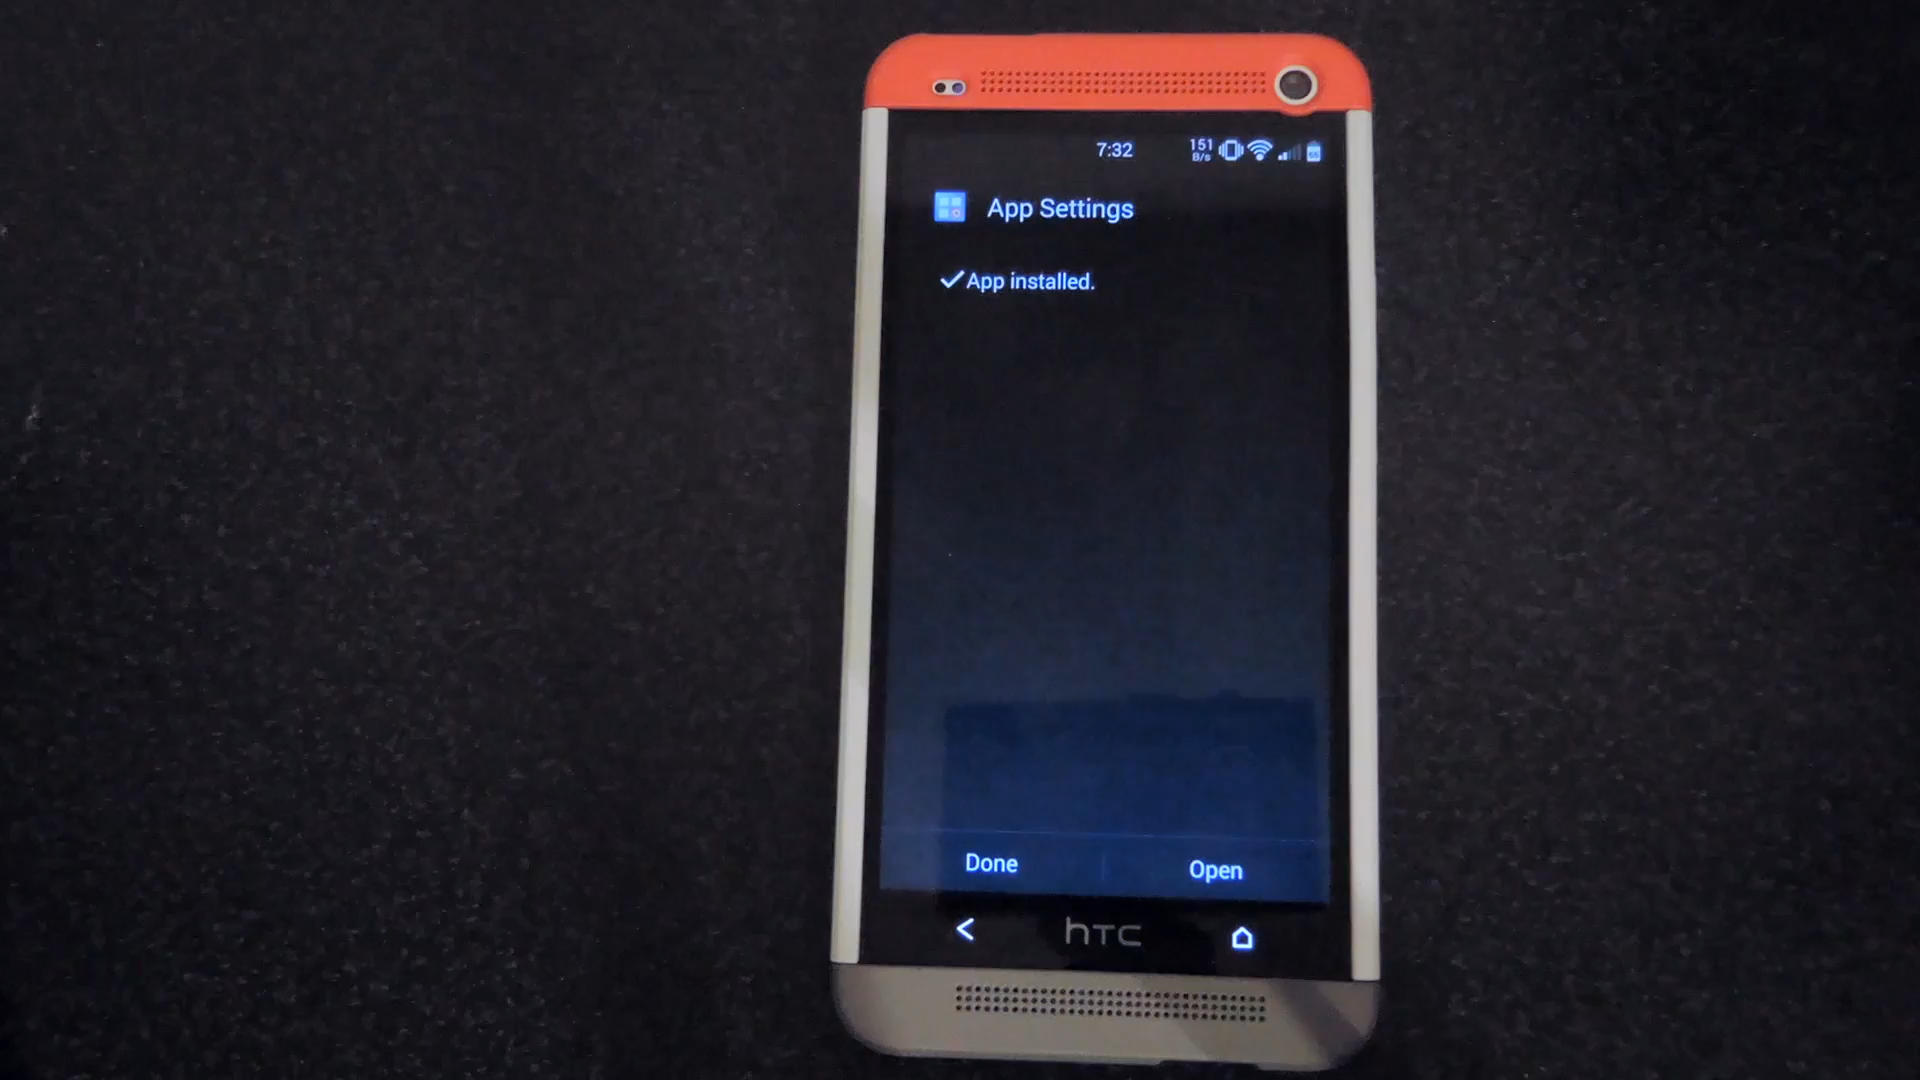 7:32
151
B/s
App Settings
App installed.
Done
Open
hTC